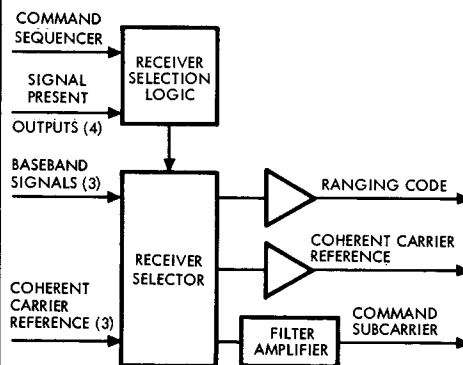 COMMAND
SEQUENCER
SIGNAL
PRESENT
OUTPUTS (4)
RECEIVER
SELECTION
LOGIC
BASEBAND
SIGNALS (3)
COHERENT
CARRIER
REFERENCE (3)
RECEIVER
SELECTOR
RANGING CODE
COHERENT CARRIER
REFERENCE
FILTER
AMPLIFIER
COMMAND
SUBCARRIER